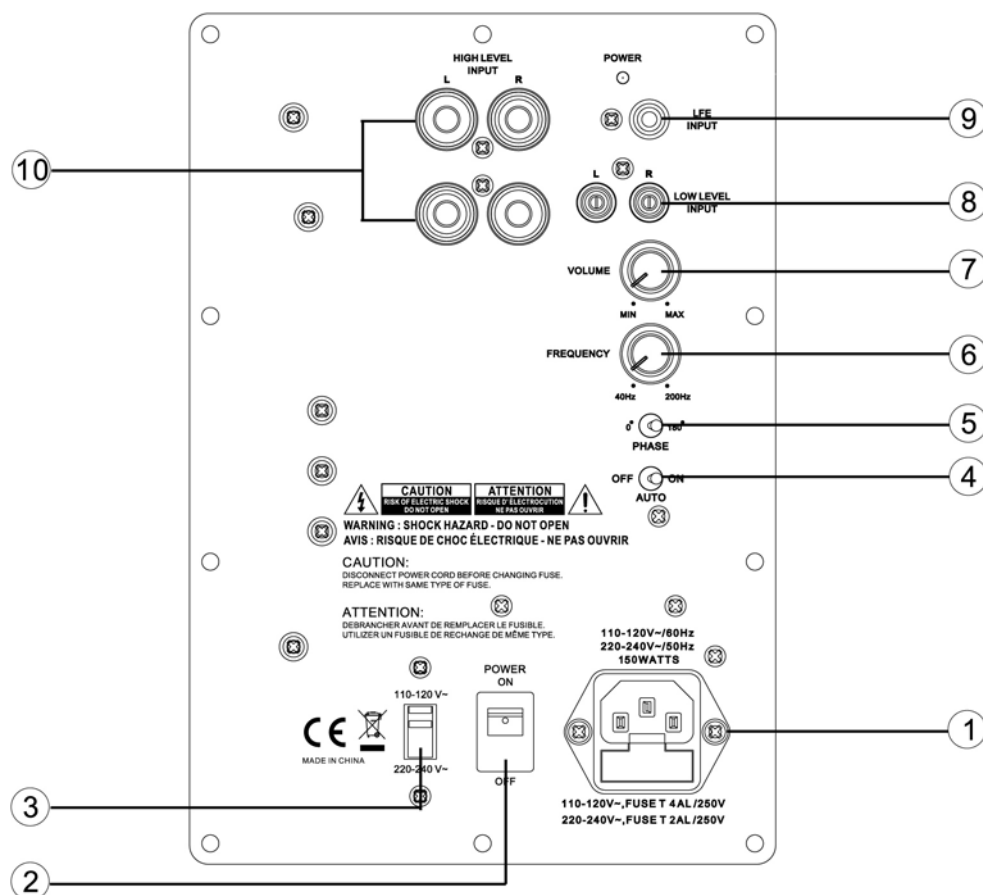 HIGH LEVEL
INPUT
L R
POWER
LFE
INPUT
9
10
L R
LOW LEVEL
INPUT
8
VOLUME
7
MIN MAX
FREQUENCY
6
40Hz 200Hz
0° 180°
5
PHASE
OFF ON
4
AUTO
CAUTION
RISK OF ELECTRIC SHOCK
DO NOT OPEN
ATTENTION
RISQUE D'ÉLECTROCUTION
NE PAS OUVRIR
WARNING : SHOCK HAZARD - DO NOT OPEN
AVIS : RISQUE DE CHOC ÉLECTRIQUE - NE PAS OUVRIR
CAUTION:
DISCONNECT POWER CORD BEFORE CHANGING FUSE.
REPLACE WITH SAME TYPE OF FUSE.
ATTENTION:
DEBRANCHER AVANT DE REMPLACER LE FUSIBLE.
UTILIZER UN FUSIBLE DE RECHANGE DE MÊME TYPE.
110-120V~/60Hz
220-240V~/50Hz
150WATTS
POWER
ON
OFF
110-120 V~
220-240 V~
CE
MADE IN CHINA
1
3
110-120V~,FUSE T 4AL/250V
220-240V~,FUSE T 2AL/250V
2